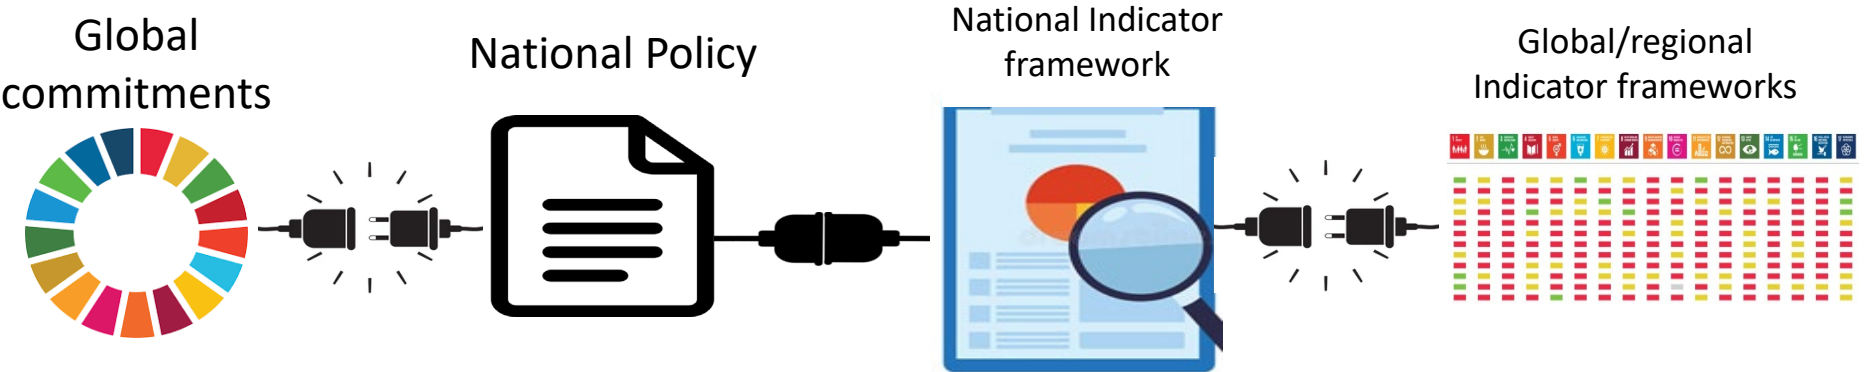 Global
commitments
National Policy
National Indicator
framework
Global/regional
Indicator frameworks